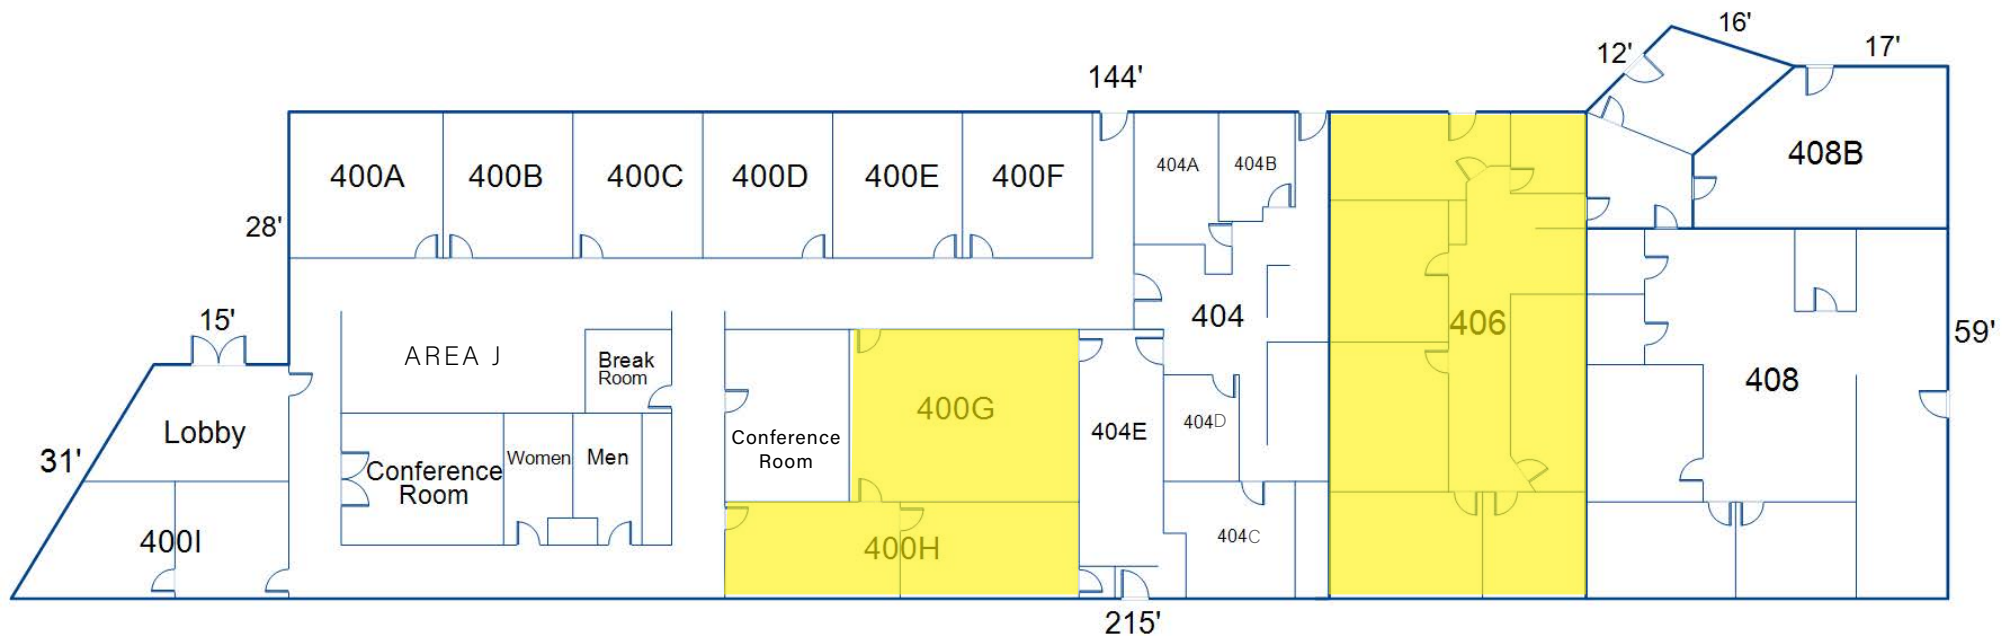 16'
12'
17'
144'
400A
400B
400C
400D
400E
400F
404A
404B
408B
28'
15'
AREA J
Break
Room
404
406
408
59'
Lobby
31'
Conference
Room
Women
Men
Conference
Room
400G
404E
404D
400I
400H
404C
215'